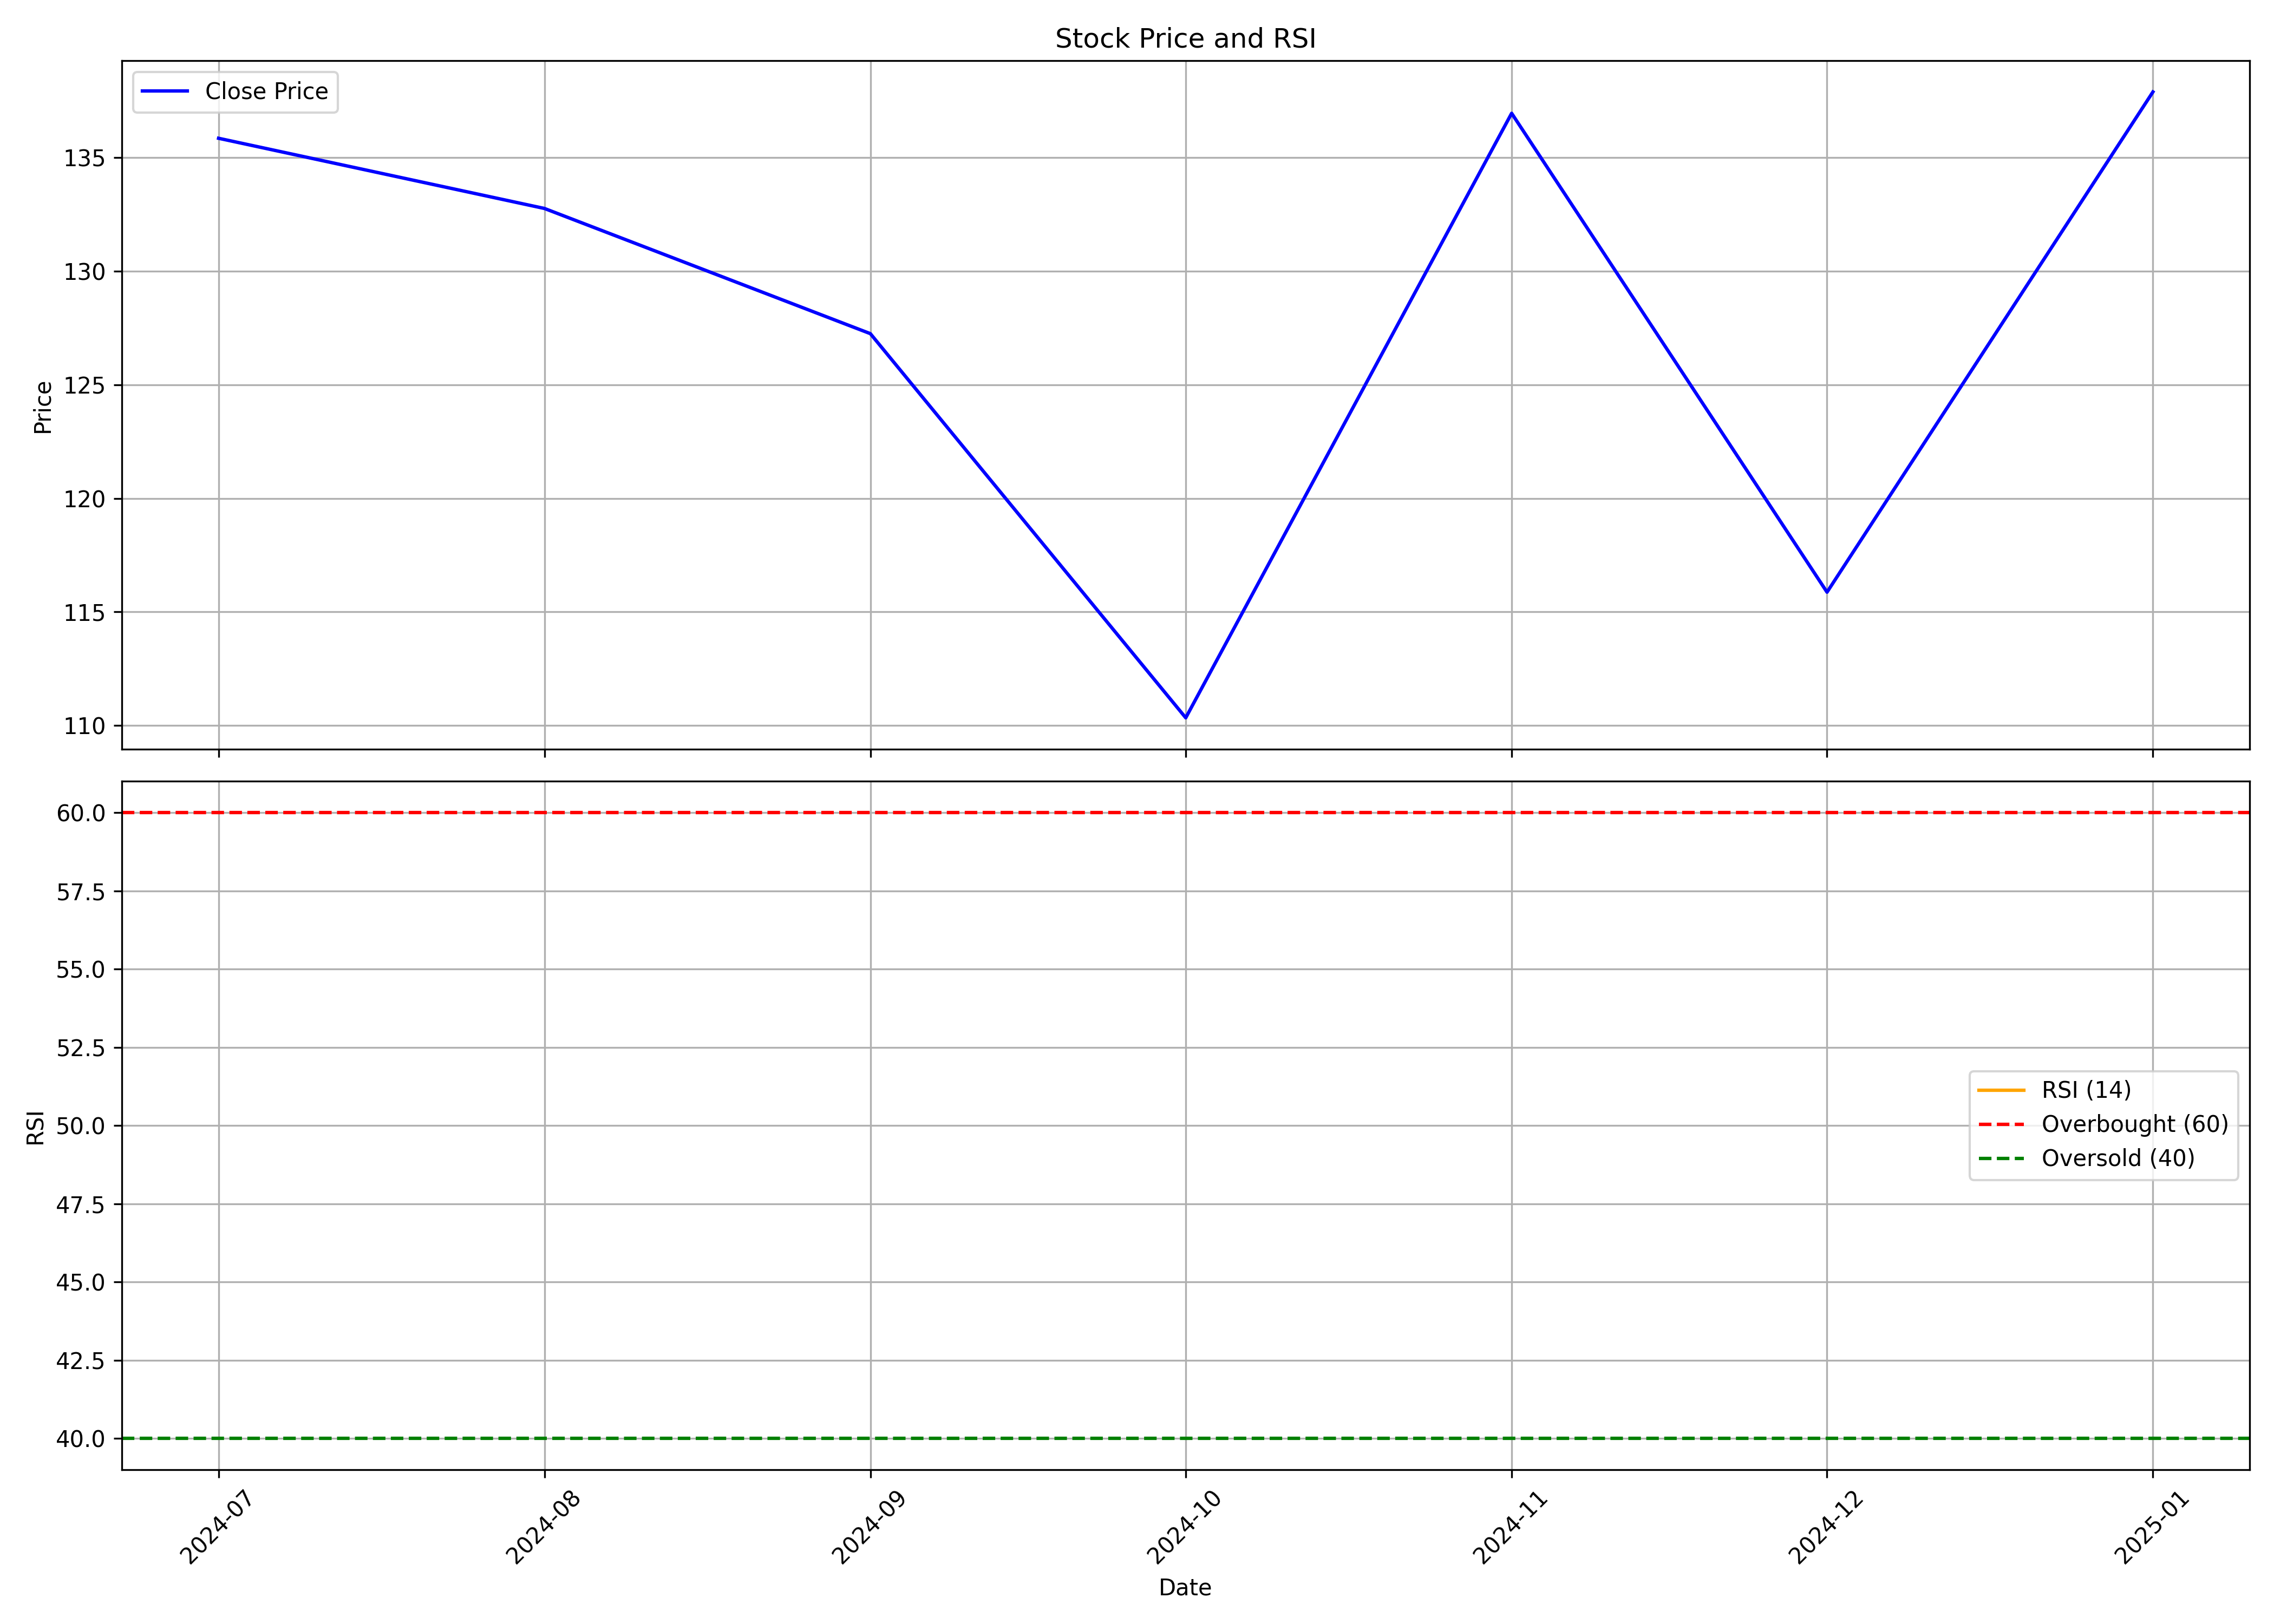 Stock Price and RSI
Close Price
135
130
125
120
115
110
Price
60.0
57.5
55.0
52.5
50.0
47.5
45.0
42.5
40.0
RSI
RSI (14)
Overbought (60)
Oversold (40)
2024-07
2024-08
2024-09
2024-10
2024-11
2024-12
2025-01
Date